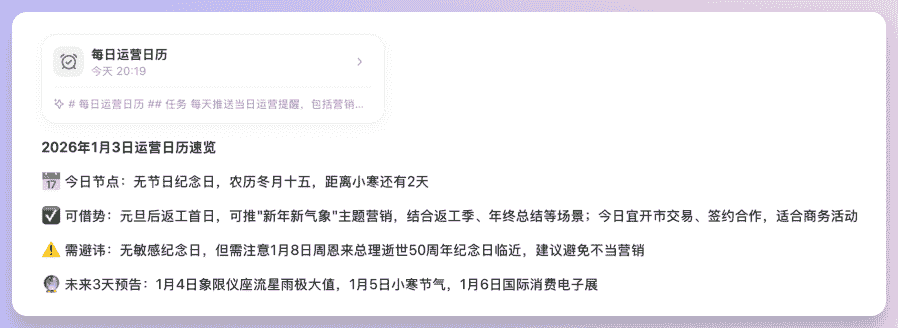 每日运营日历
今天 20:19
# 每日运营日历 ## 任务 每天推送当日运营提醒，包括营销...
2026年1月3日运营日历速览
📅 今日节点：无节日纪念日，农历冬月十五，距离小寒还有2天
✅ 可借势：元旦后返工首日，可推"新年新气象"主题营销，结合返工季、年终总结等场景；今日宜开市交易、签约合作，适合商务活动
⚠️ 需避讳：无敏感纪念日，但需注意1月8日周恩来总理逝世50周年纪念日临近，建议避免不当营销
🔮 未来3天预告：1月4日象限仪座流星雨极大值，1月5日小寒节气，1月6日国际消费电子展